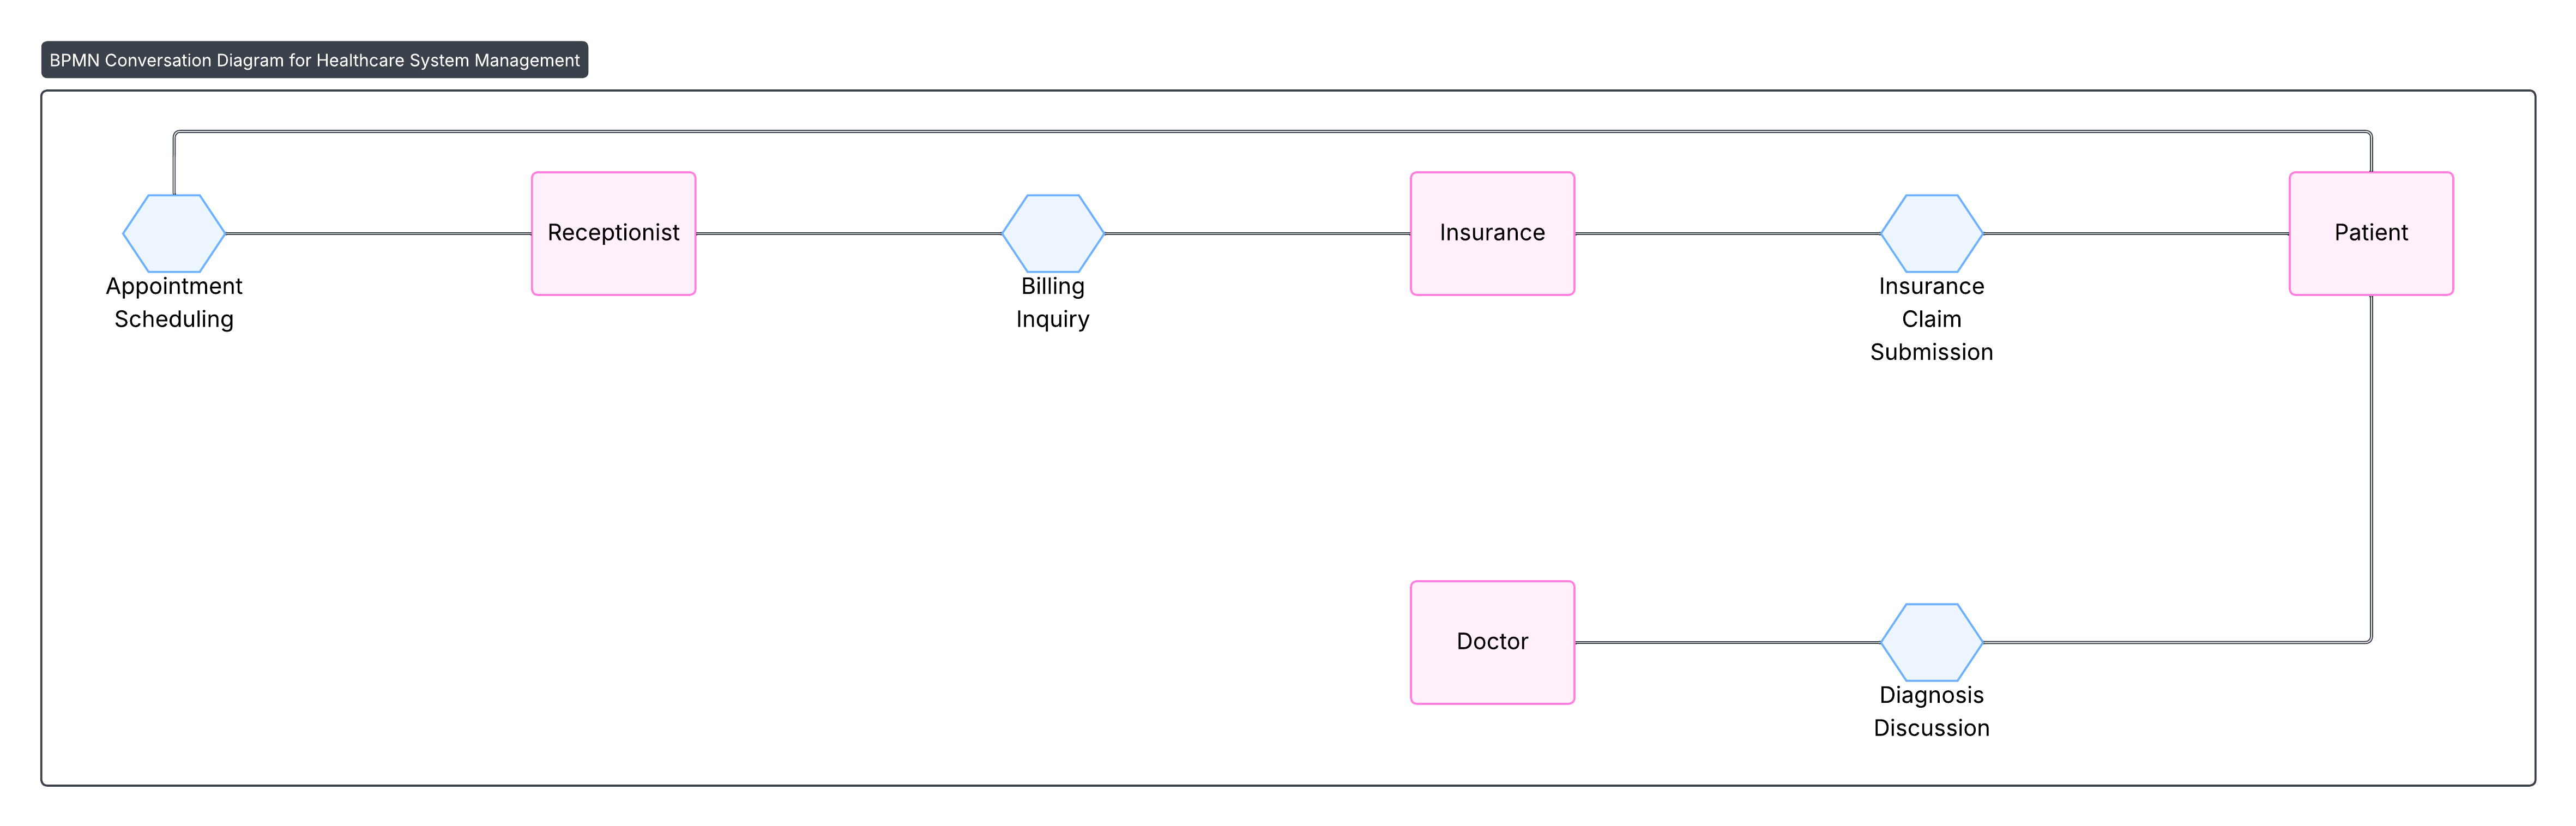 BPMN Conversation Diagram for Healthcare System Management
Receptionist
Insurance
Patient
Appointment
Scheduling
Billing
Inquiry
Insurance
Claim
Submission
Doctor
Diagnosis
Discussion